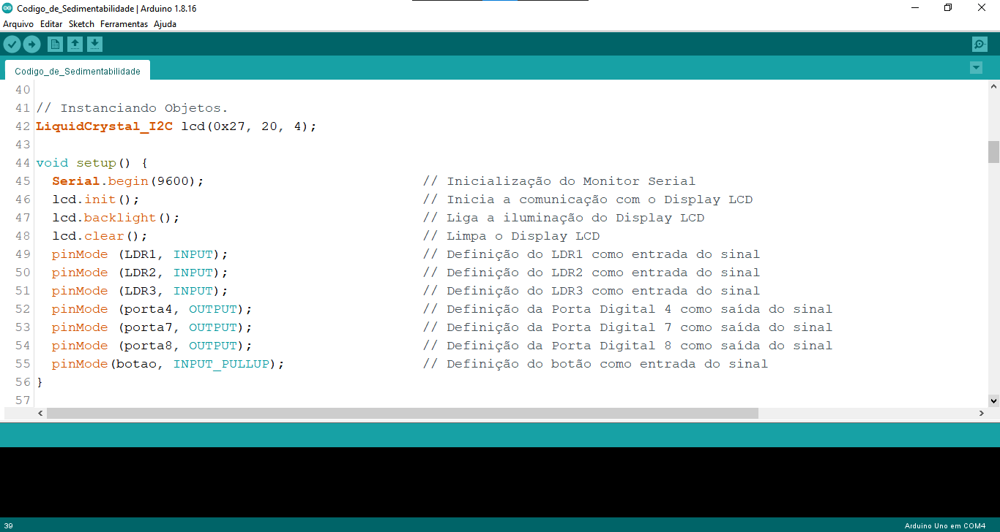 Codigo_de_Sedimentabilidade | Arduino 1.8.16
Arquivo Editar Sketch Ferramentas Ajuda
Codigo_de_Sedimentabilidade
40
41 // Instanciando Objetos.
42 LiquidCrystal_I2C lcd(0x27, 20, 4);
43
44 void setup() {
45 Serial.begin(9600); // Inicialização do Monitor Serial
46 lcd.init(); // Inicia a comunicação com o Display LCD
47 lcd.backlight(); // Liga a iluminação do Display LCD
48 lcd.clear(); // Limpa o Display LCD
49 pinMode (LDR1, INPUT); // Definição do LDR1 como entrada do sinal
50 pinMode (LDR2, INPUT); // Definição do LDR2 como entrada do sinal
51 pinMode (LDR3, INPUT); // Definição do LDR3 como entrada do sinal
52 pinMode (porta4, OUTPUT); // Definição da Porta Digital 4 como saída do sinal
53 pinMode (porta7, OUTPUT); // Definição da Porta Digital 7 como saída do sinal
54 pinMode (porta8, OUTPUT); // Definição da Porta Digital 8 como saída do sinal
55 pinMode(botao, INPUT_PULLUP); // Definição do botão como entrada do sinal
56 }
57
39 Arduino Uno em COM4